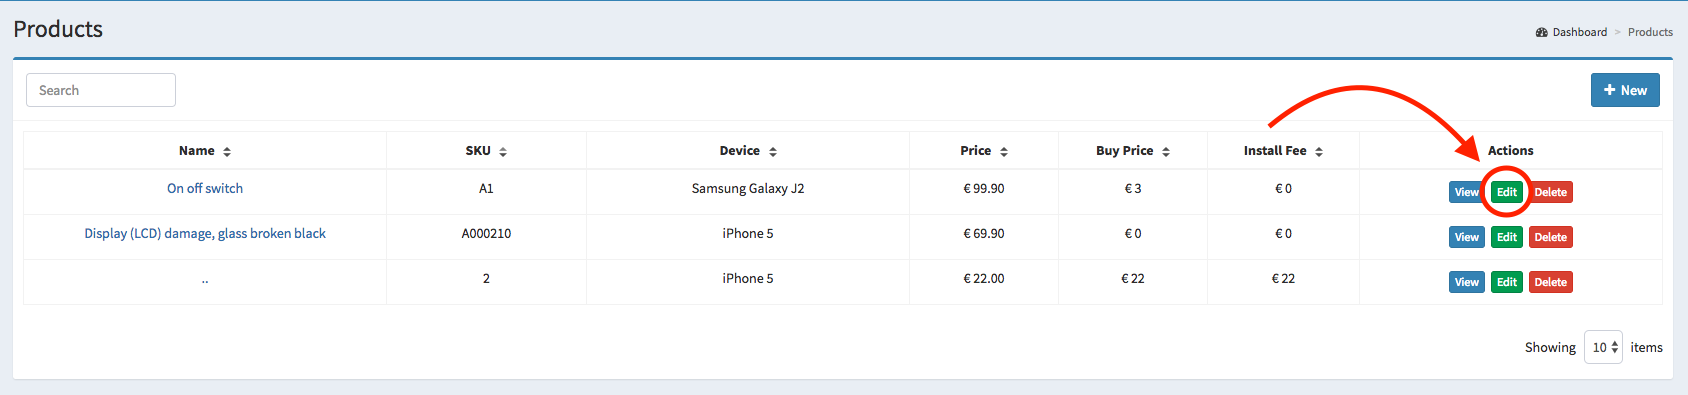 Products
Dashboard > Products
Search
+ New
Name SKU Device Price Buy Price Install Fee Actions
On off switch A1 Samsung Galaxy J2 € 99.90 € 3 € 0 View Edit Delete
Display (LCD) damage, glass broken black A000210 iPhone 5 € 69.90 € 0 € 0 View Edit Delete
.. 2 iPhone 5 € 22.00 € 22 € 22 View Edit Delete
Showing 10 items